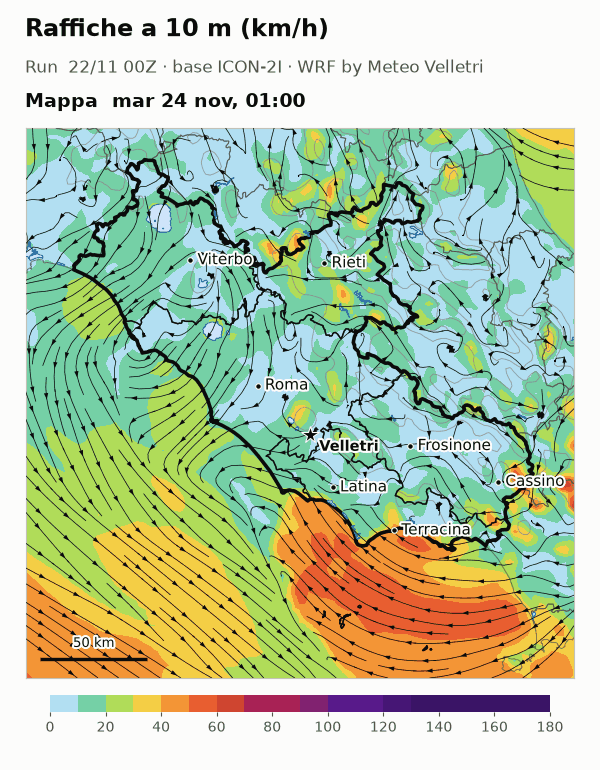 Raffiche a 10 m (km/h)
Run 22/11 00Z · base ICON-2I · WRF by Meteo Velletri
Mappa mar 24 nov, 01:00
Viterbo
Rieti
Roma
Velletri
Frosinone
Cassino
Latina
Terracina
50 km
0 20 40 60 80 100 120 140 160 180